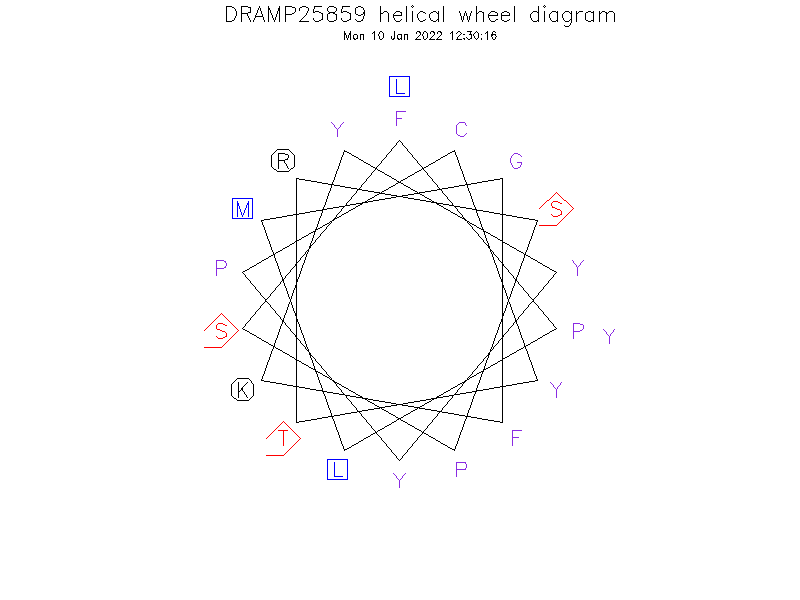 DRAMP25859 helical wheel diagram
Mon 10 Jan 2022 12:30:16
L
F
Y C
R G
M S
P Y
S P Y
K Y
T F
L P
Y